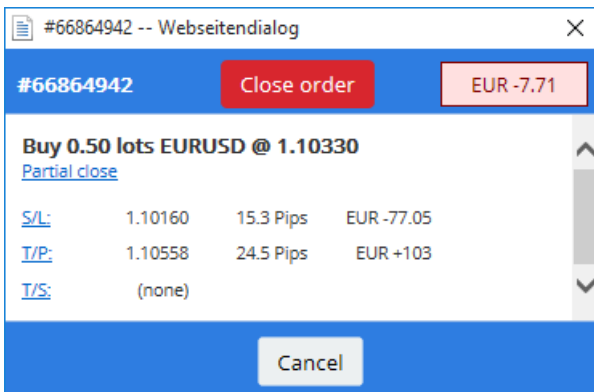 #66864942 -- Webseitendialog
#66864942 Close order EUR -7.71
Buy 0.50 lots EURUSD @ 1.10330
Partial close
S/L: 1.10160 15.3 Pips EUR -77.05
T/P: 1.10558 24.5 Pips EUR +103
T/S: (none)
Cancel